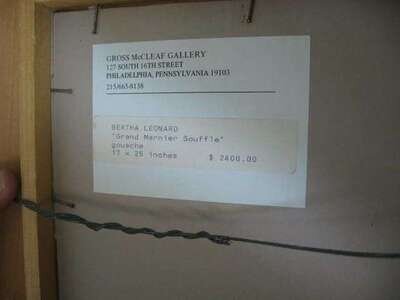 GROSS McCLEAF GALLERY
127 SOUTH 16TH STREET
PHILADELPHIA, PENNSYLVANIA 19103
215/665-8138
BERTHA LEONARD
"Grand Marnier Souffle"
gouache
17 x 25 inches $ 2400.00